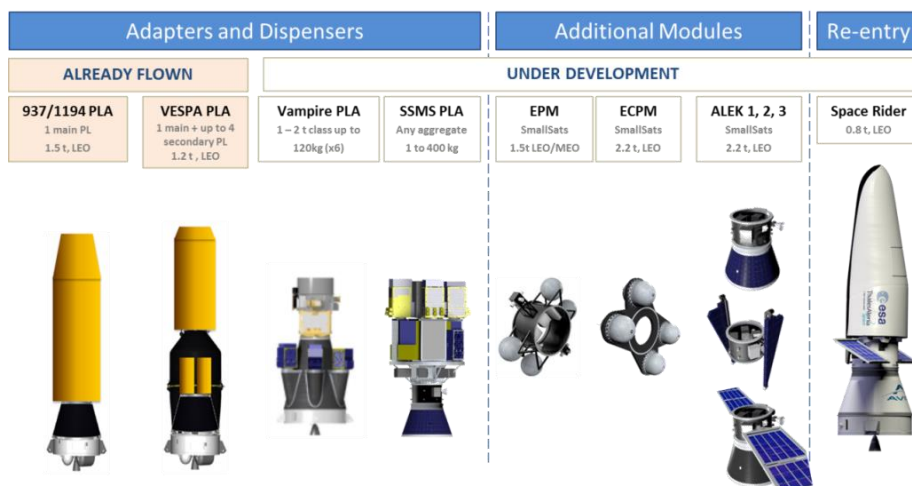 Adapters and Dispensers
Additional Modules
Re-entry
ALREADY FLOWN
UNDER DEVELOPMENT
937/1194 PLA
1 main PL
1.5 t, LEO
VESPA PLA
1 main + up to 4
secondary PL
1.2 t , LEO
Vampire PLA
1 – 2 t class up to
120kg (x6)
SSMS PLA
Any aggregate
1 to 400 kg
EPM
SmallSats
1.5t LEO/MEO
ECPM
SmallSats
2.2 t, LEO
ALEK 1, 2, 3
SmallSats
2.2 t, LEO
Space Rider
0.8 t, LEO
esa
ThalesAlenia
AV